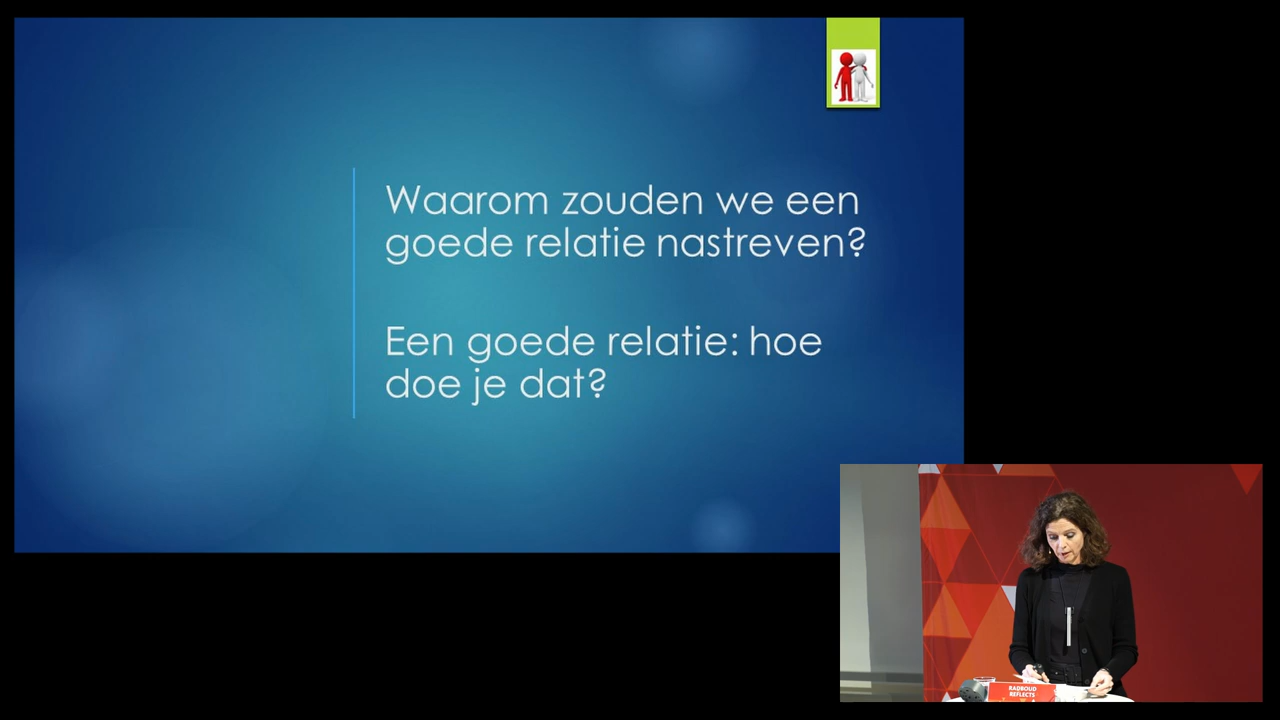 Waarom zouden we een
goede relatie nastreven?
Een goede relatie: hoe
doe je dat?
RADBOUD
REFLECTS